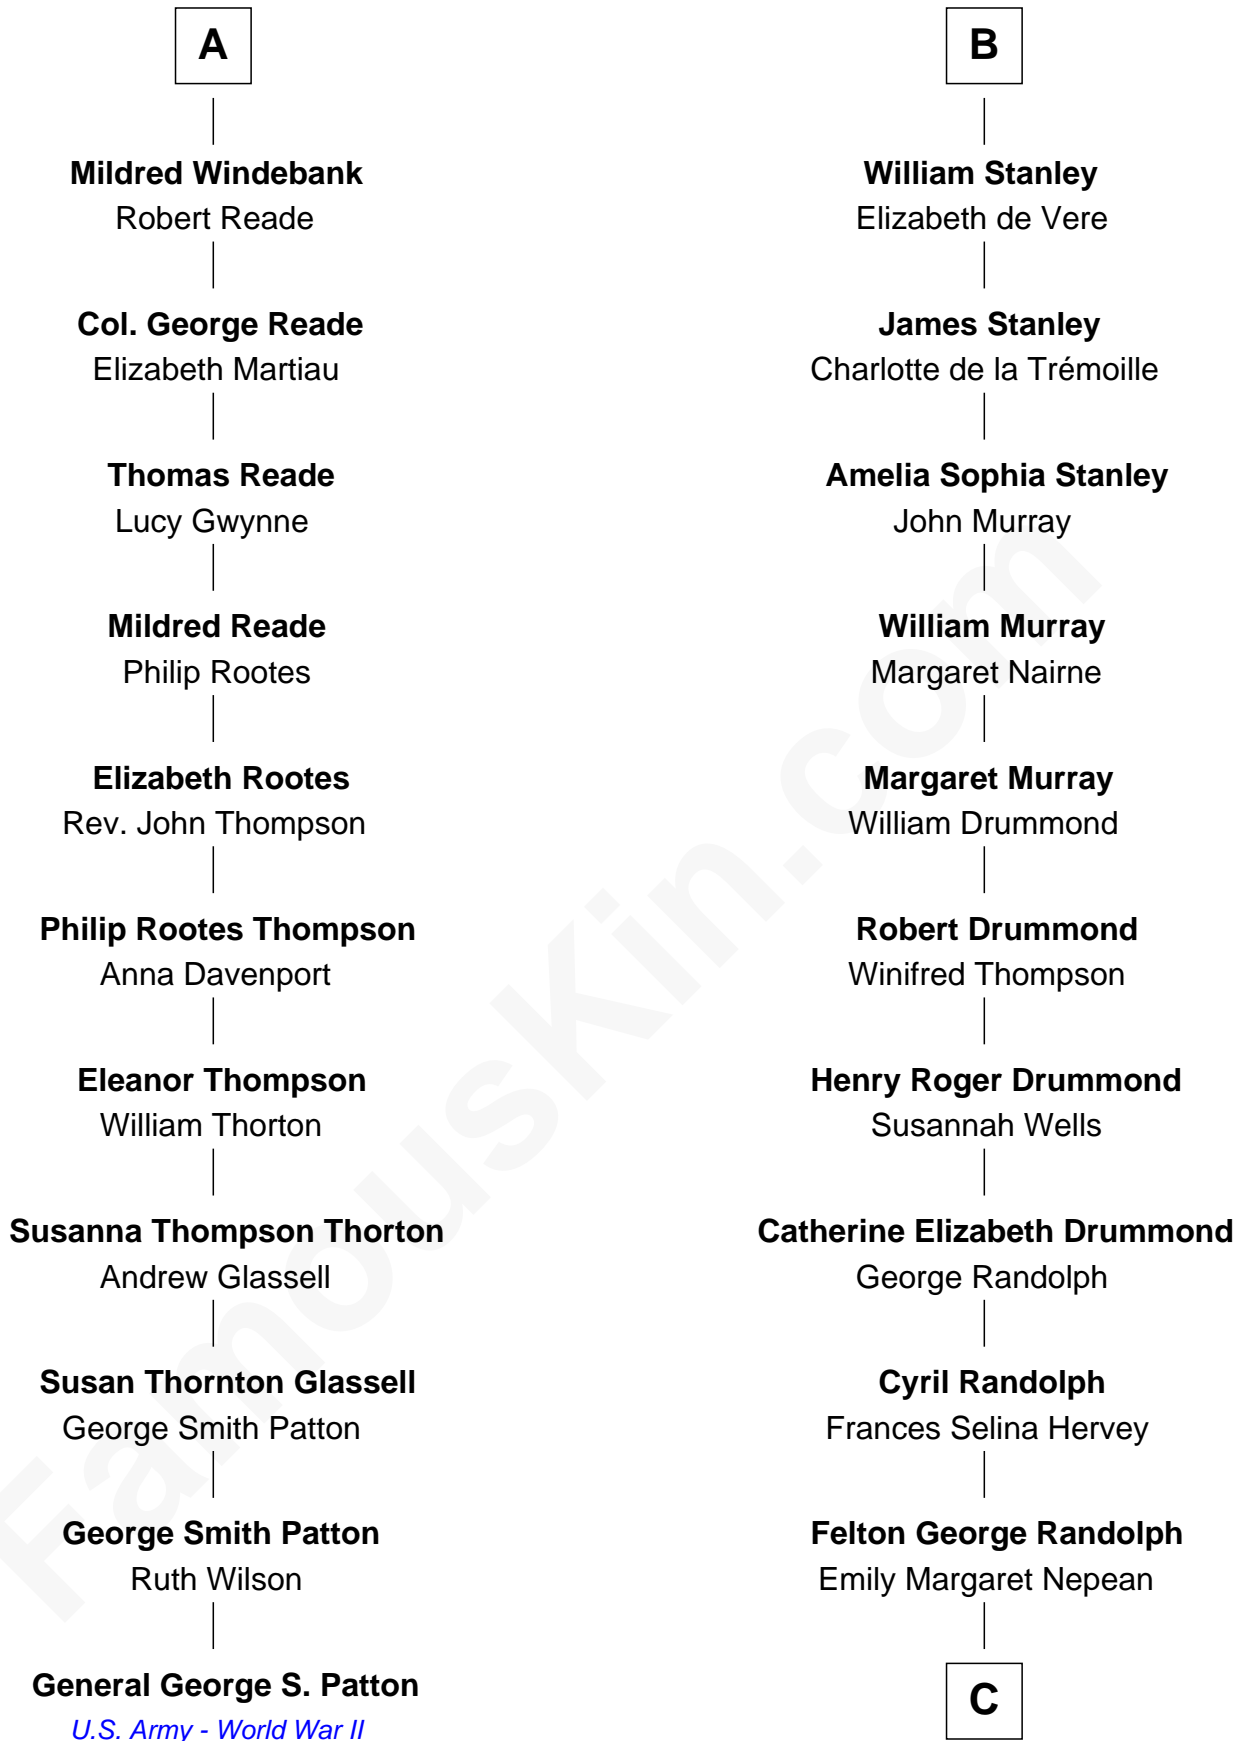 A
Mildred Windebank
Robert Reade
Col. George Reade
Elizabeth Martiau
Thomas Reade
Lucy Gwynne
Mildred Reade
Philip Rootes
Elizabeth Rootes
Rev. John Thompson
Philip Rootes Thompson
Anna Davenport
Eleanor Thompson
William Thorton
Susanna Thompson Thorton
Andrew Glassell
Susan Thornton Glassell
George Smith Patton
George Smith Patton
Ruth Wilson
General George S. Patton
U.S. Army - World War II
B
William Stanley
Elizabeth de Vere
James Stanley
Charlotte de la Trémoille
Amelia Sophia Stanley
John Murray
William Murray
Margaret Nairne
Margaret Murray
William Drummond
Robert Drummond
Winifred Thompson
Henry Roger Drummond
Susannah Wells
Catherine Elizabeth Drummond
George Randolph
Cyril Randolph
Frances Selina Hervey
Felton George Randolph
Emily Margaret Nepean
C
FamousKin.com